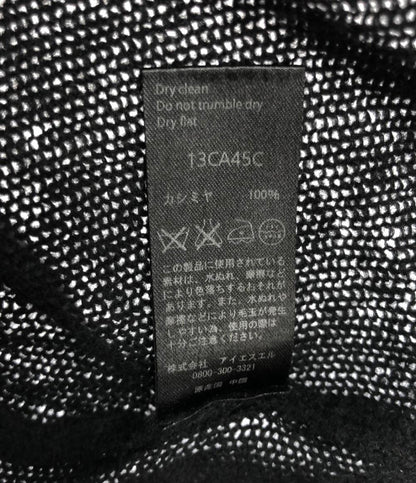 Dry clean
Do not trumble dry
Dry flat
13CA45C
カシミヤ 100%
この製品に使用されている
素材は、水ぬれ、摩擦など
により色落ちするおそれが
あります。また、水ぬれや
摩擦などにより毛玉が発生
しやすい為、使用の際は
十分ご注意ください。
株式会社 アイエスエル
0800-300-3321
原産国 中国